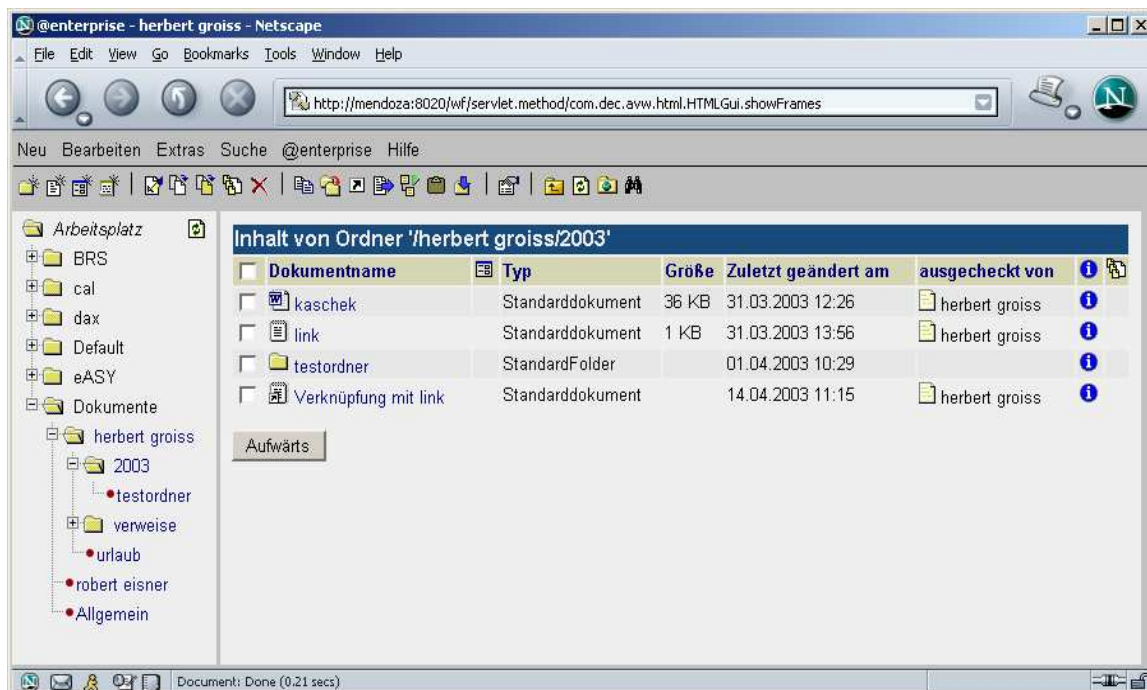 @enterprise - herbert groiss - Netscape
File Edit View Go Bookmarks Tools Window Help
http://mendoza:8020/wf/servlet.method/com.dec.avw.html.HTMLGui.showFrames
Neu Bearbeiten Extras Suche @enterprise Hilfe
Arbeitsplatz
BRS
cal
dax
Default
eASY
Dokumente
herbert groiss
2003
testordner
verweise
urlaub
robert eisner
Allgemein
Inhalt von Ordner '/herbert groiss/2003'
Dokumentname Typ Größe Zuletzt geändert am ausgecheckt von
kaschek Standarddokument 36 KB 31.03.2003 12:26 herbert groiss
link Standarddokument 1 KB 31.03.2003 13:56 herbert groiss
testordner StandardFolder 01.04.2003 10:29
Verknüpfung mit link Standarddokument 14.04.2003 11:15 herbert groiss
Aufwärts
Document: Done (0.21 secs)